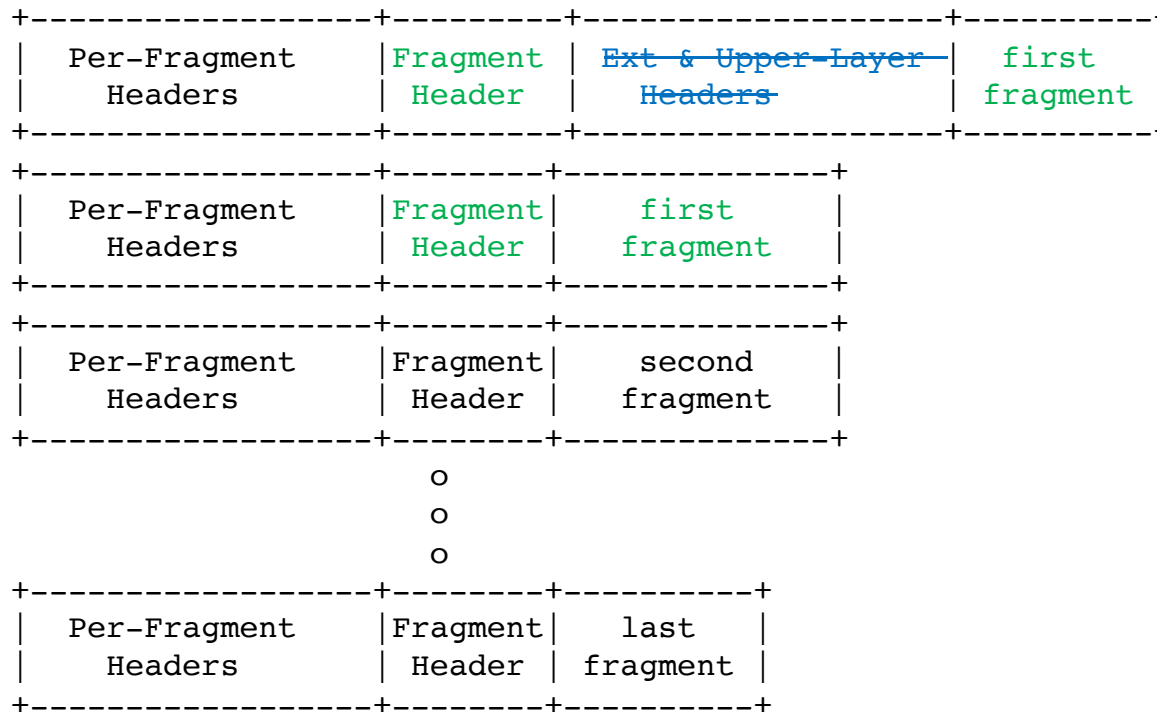 +------------------+---------+-------------------+----------+
|  Per-Fragment    |Fragment | Ext & Upper-Layer |  first
|    Headers       | Header  |   Headers         | fragment
+------------------+---------+-------------------+----------+
+------------------+--------+--------------+
|  Per-Fragment    |Fragment|    first     |
|    Headers       | Header |   fragment   |
+------------------+--------+--------------+
+------------------+--------+--------------+
|  Per-Fragment    |Fragment|    second    |
|    Headers       | Header |   fragment   |
+------------------+--------+--------------+
o
o
o
+------------------+--------+----------+
|  Per-Fragment    |Fragment|   last   |
|    Headers       | Header | fragment |
+------------------+--------+----------+